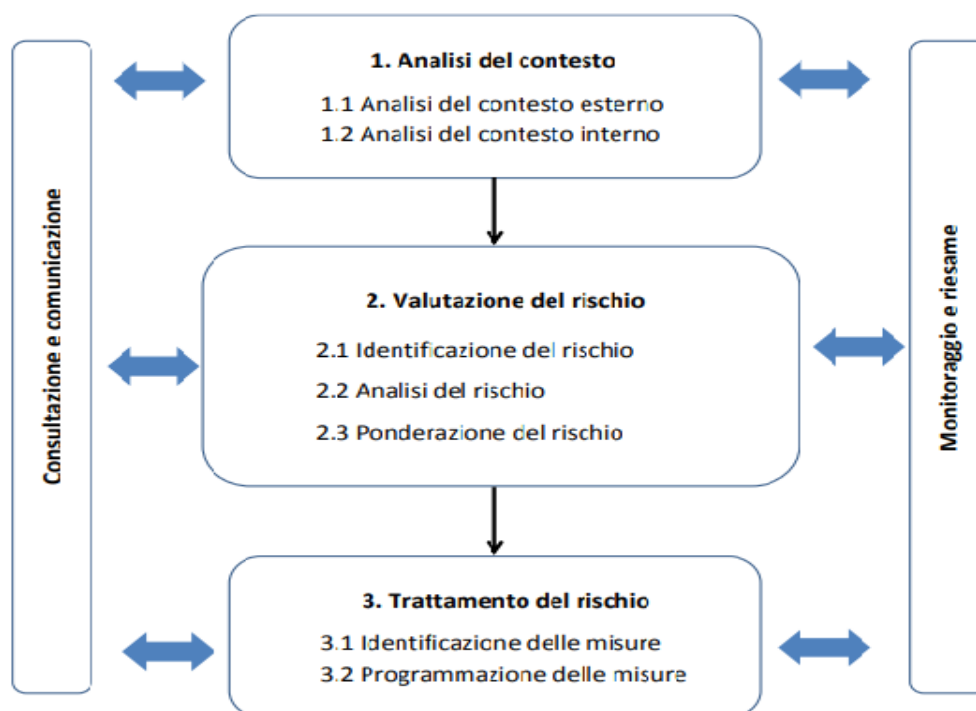 Consultazione e comunicazione
1. Analisi del contesto
1.1 Analisi del contesto esterno
1.2 Analisi del contesto interno
2. Valutazione del rischio
2.1 Identificazione del rischio
2.2 Analisi del rischio
2.3 Ponderazione del rischio
3. Trattamento del rischio
3.1 Identificazione delle misure
3.2 Programmazione delle misure
Monitoraggio e riesame